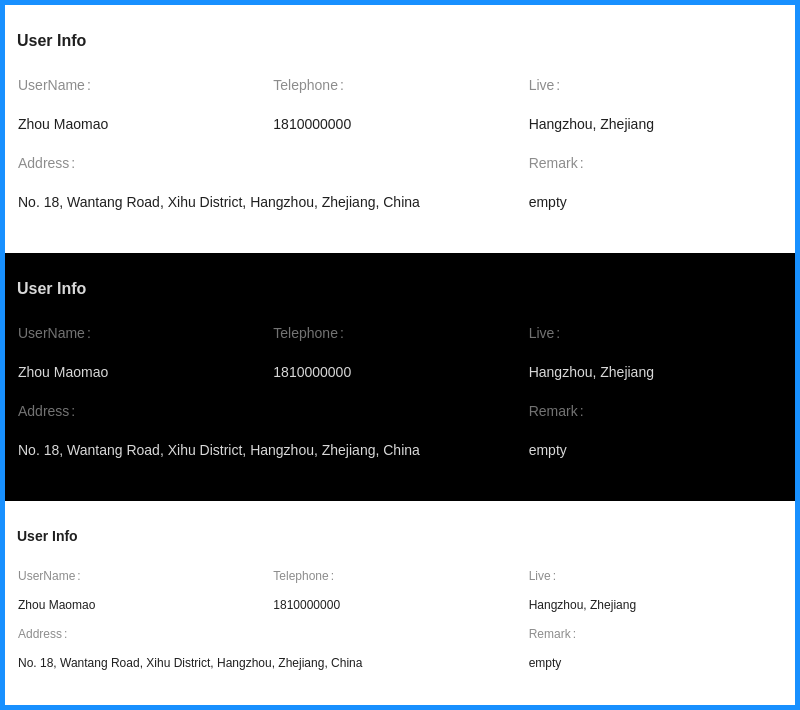 User Info
UserName: Telephone: Live:
Zhou Maomao 1810000000 Hangzhou, Zhejiang
Address: Remark:
No. 18, Wantang Road, Xihu District, Hangzhou, Zhejiang, China empty
User Info
UserName: Telephone: Live:
Zhou Maomao 1810000000 Hangzhou, Zhejiang
Address: Remark:
No. 18, Wantang Road, Xihu District, Hangzhou, Zhejiang, China empty
User Info
UserName: Telephone: Live:
Zhou Maomao 1810000000 Hangzhou, Zhejiang
Address: Remark:
No. 18, Wantang Road, Xihu District, Hangzhou, Zhejiang, China empty